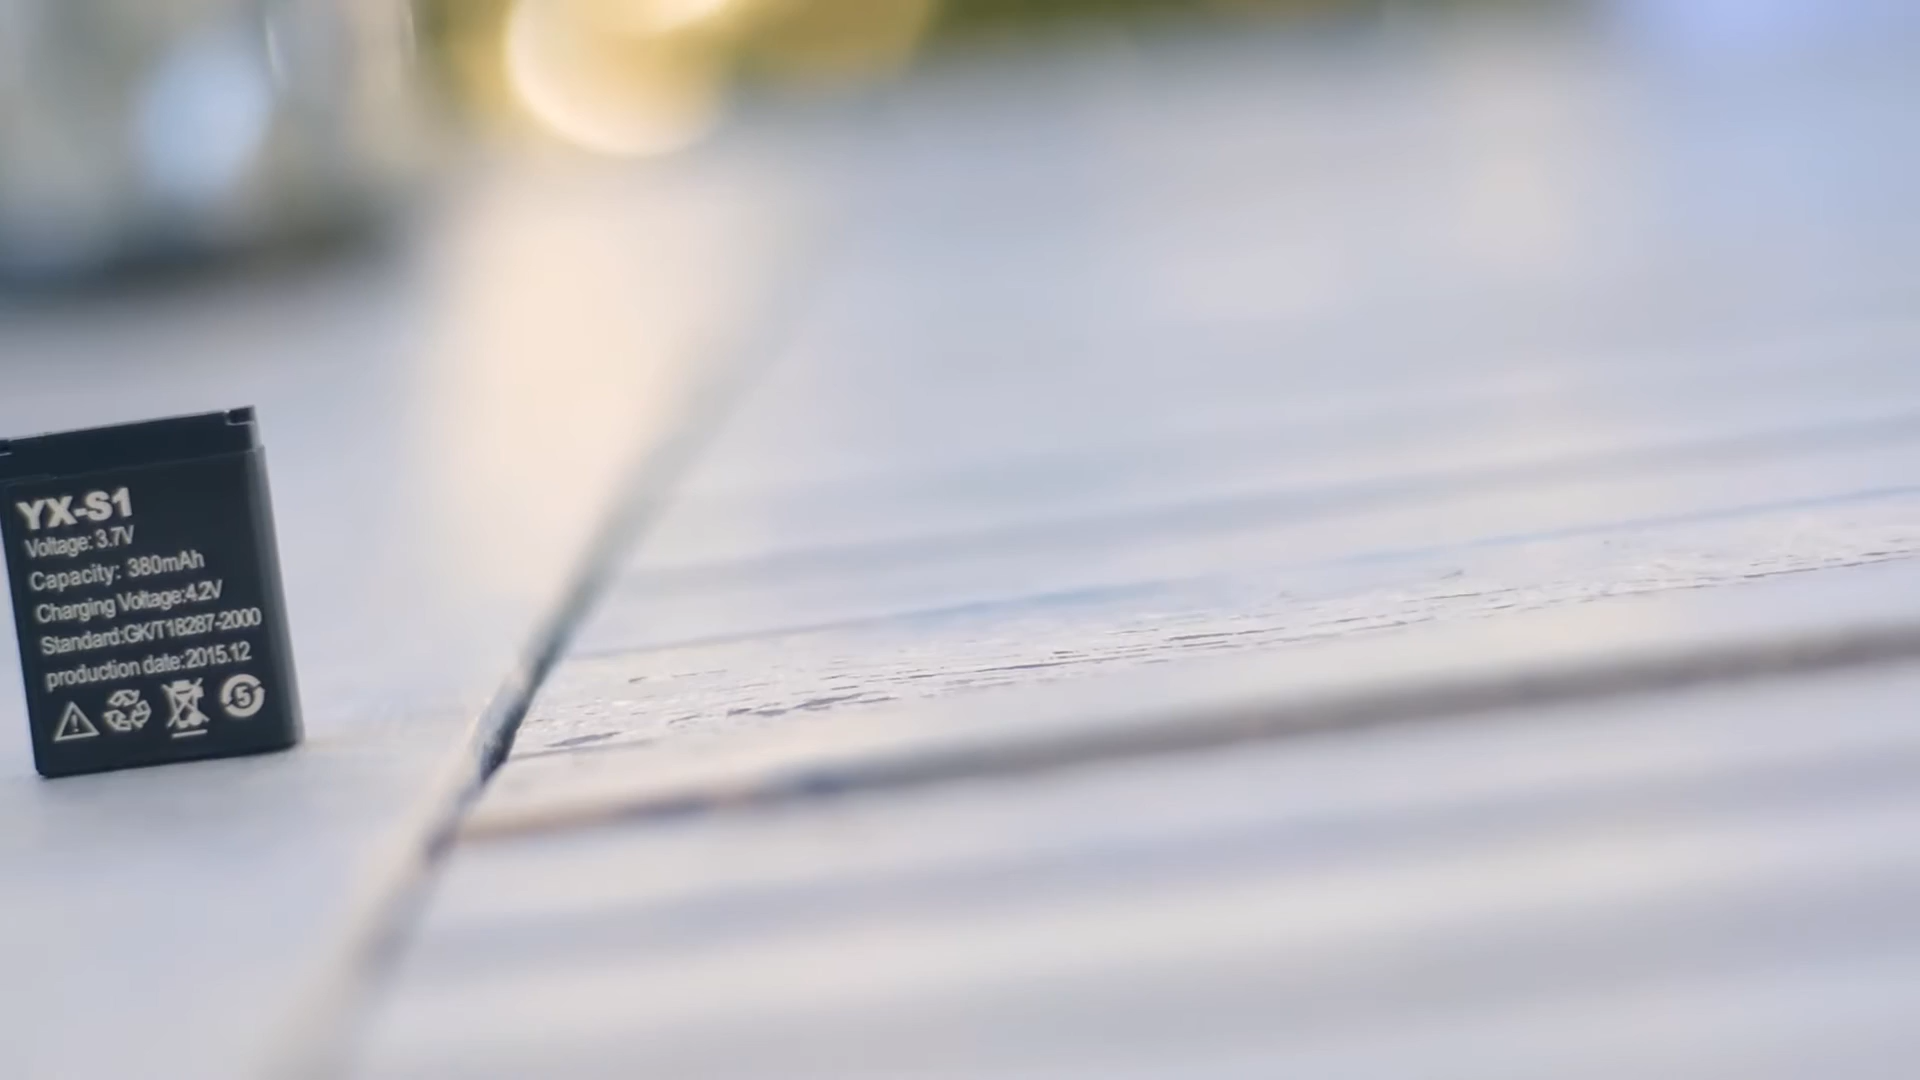 YX-S1
Voltage: 3.7V
Capacity: 380mAh
Charging Voltage:4.2V
Standard:GK/T18287-2000
production date:2015.12
5